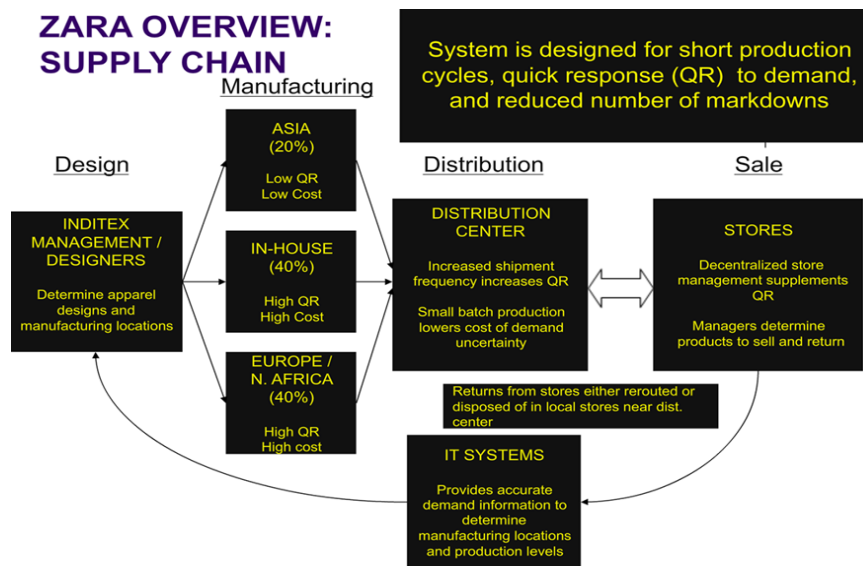 ZARA OVERVIEW:
SUPPLY CHAIN
System is designed for short production
cycles, quick response (QR) to demand,
and reduced number of markdowns
Design
Manufacturing
Distribution
Sale
INDITEX
MANAGEMENT /
DESIGNERS
Determine apparel
designs and
manufacturing locations
ASIA
(20%)
Low QR
Low Cost
IN-HOUSE
(40%)
High QR
High Cost
EUROPE /
N. AFRICA
(40%)
High QR
High cost
DISTRIBUTION
CENTER
Increased shipment
frequency increases QR
Small batch production
lowers cost of demand
uncertainty
STORES
Decentralized store
management supplements
QR
Managers determine
products to sell and return
Returns from stores either rerouted or
disposed of in local stores near dist.
center
IT SYSTEMS
Provides accurate
demand information to
determine
manufacturing locations
and production levels